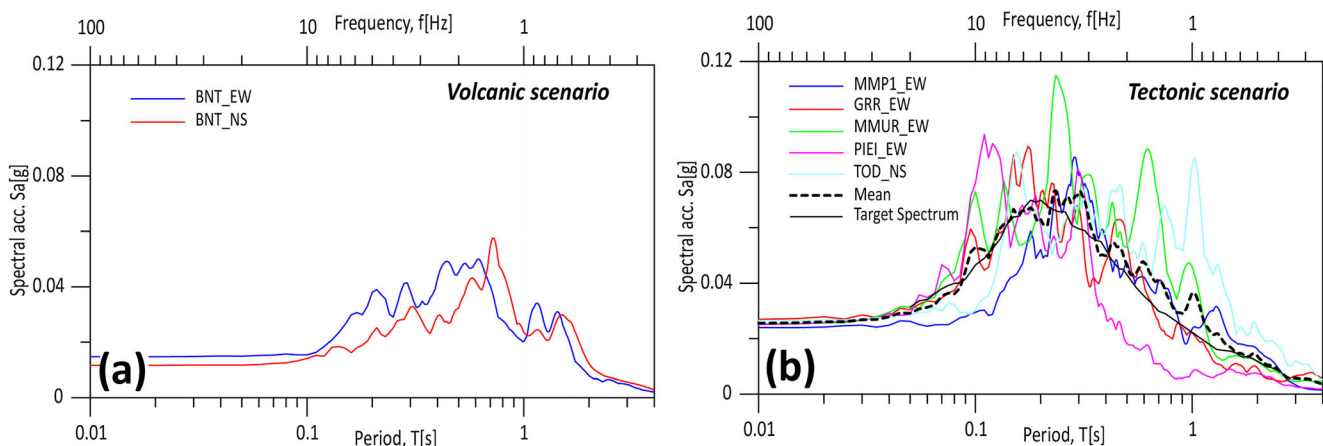 Frequency, f[Hz]
100 10 1
0.12
0.08
0.04
0
Spectral acc. Sa[g]
BNT_EW
BNT_NS
Volcanic scenario
(a)
0.01 0.1 1
Period, T[s]
Frequency, f[Hz]
100 10 1
0.12
0.08
0.04
0
Spectral acc. Sa[g]
MMP1_EW
GRR_EW
MMUR_EW
PIEI_EW
TOD_NS
Mean
Target Spectrum
Tectonic scenario
(b)
0.01 0.1 1
Period, T[s]